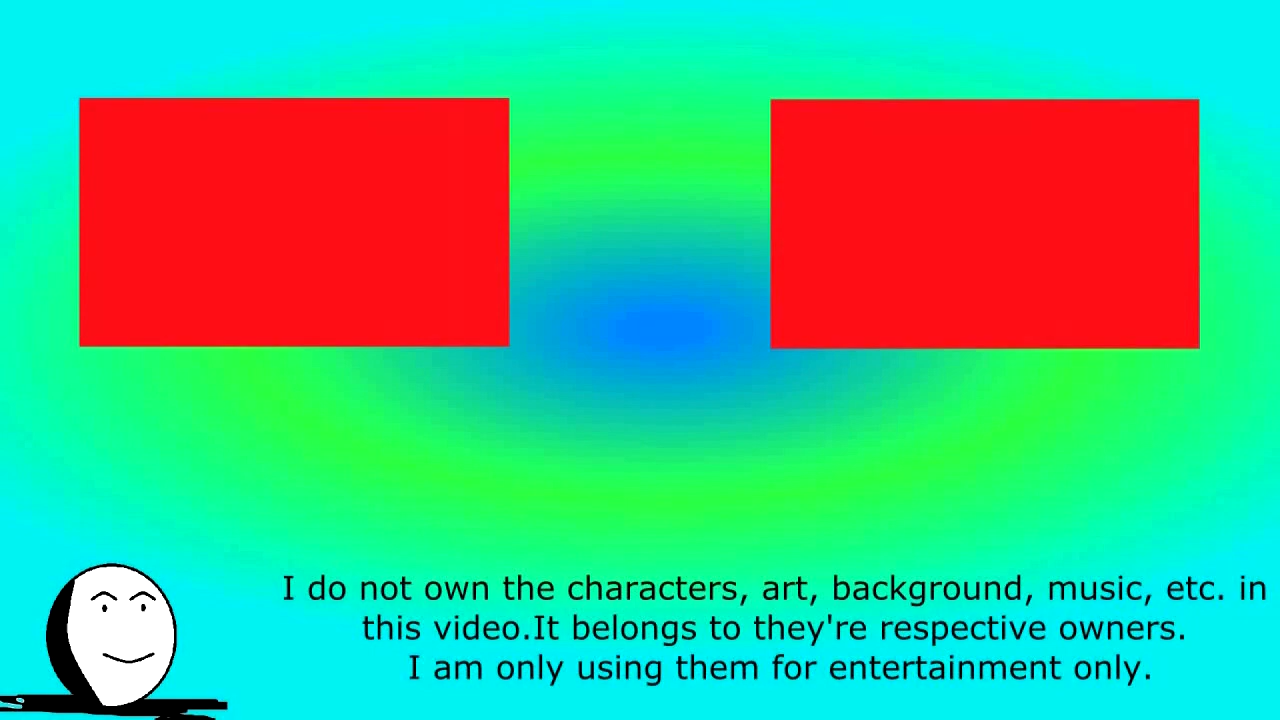 I do not own the characters, art, background, music, etc. in
this video.It belongs to they're respective owners.
I am only using them for entertainment only.